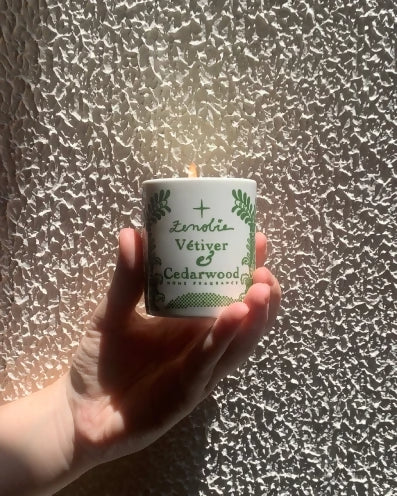 Zenobie
Vétiver
&
Cedarwood
HOME FRAGRANCE